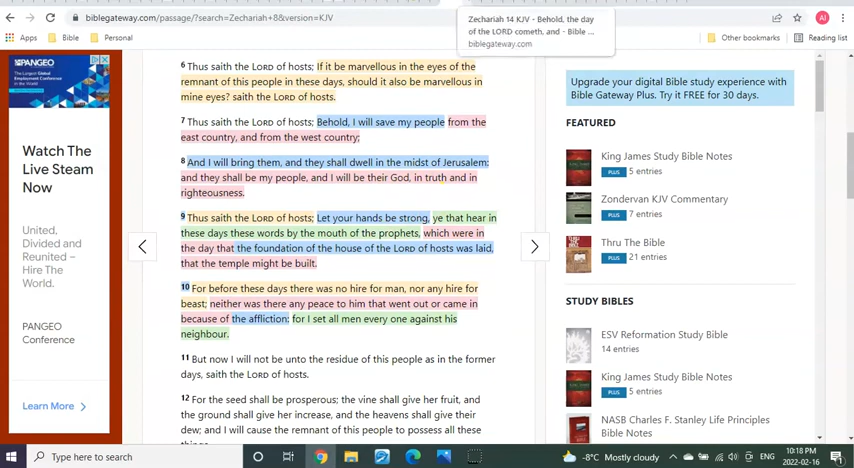 biblegateway.com/passage/?search=Zechariah+8&version=KJV
Zechariah 14 KJV - Behold, the day
of the LORD cometh, and - Bible ...
biblegateway.com
AI
Apps
Bible
Personal
Other bookmarks
Reading list
PANGEO
Watch The
Live Steam
Now
United,
Divided and
Reunited –
Hire The
World.
PANGEO
Conference
Learn More
6 Thus saith the LORD of hosts; If it be marvellous in the eyes of the
remnant of this people in these days, should it also be marvellous in
mine eyes? saith the LORD of hosts.
7 Thus saith the LORD of hosts; Behold, I will save my people from the
east country, and from the west country;
8 And I will bring them, and they shall dwell in the midst of Jerusalem:
and they shall be my people, and I will be their God, in truth and in
righteousness.
9 Thus saith the LORD of hosts; Let your hands be strong, ye that hear in
these days these words by the mouth of the prophets, which were in
the day that the foundation of the house of the LORD of hosts was laid,
that the temple might be built.
10 For before these days there was no hire for man, nor any hire for
beast; neither was there any peace to him that went out or came in
because of the affliction: for I set all men every one against his
neighbour.
11 But now I will not be unto the residue of this people as in the former
days, saith the LORD of hosts.
12 For the seed shall be prosperous; the vine shall give her fruit, and
the ground shall give her increase, and the heavens shall give their
dew; and I will cause the remnant of this people to possess all these
things.
Upgrade your digital Bible study experience with
Bible Gateway Plus. Try it FREE for 30 days.
FEATURED
King James Study Bible Notes
PLUS 5 entries
Zondervan KJV Commentary
PLUS 7 entries
Thru The Bible
PLUS 21 entries
STUDY BIBLES
ESV Reformation Study Bible
14 entries
King James Study Bible Notes
PLUS 5 entries
NASB Charles F. Stanley Life Principles
Bible Notes
Type here to search
-8°C Mostly cloudy
ENG
10:18 PM
2022-02-16